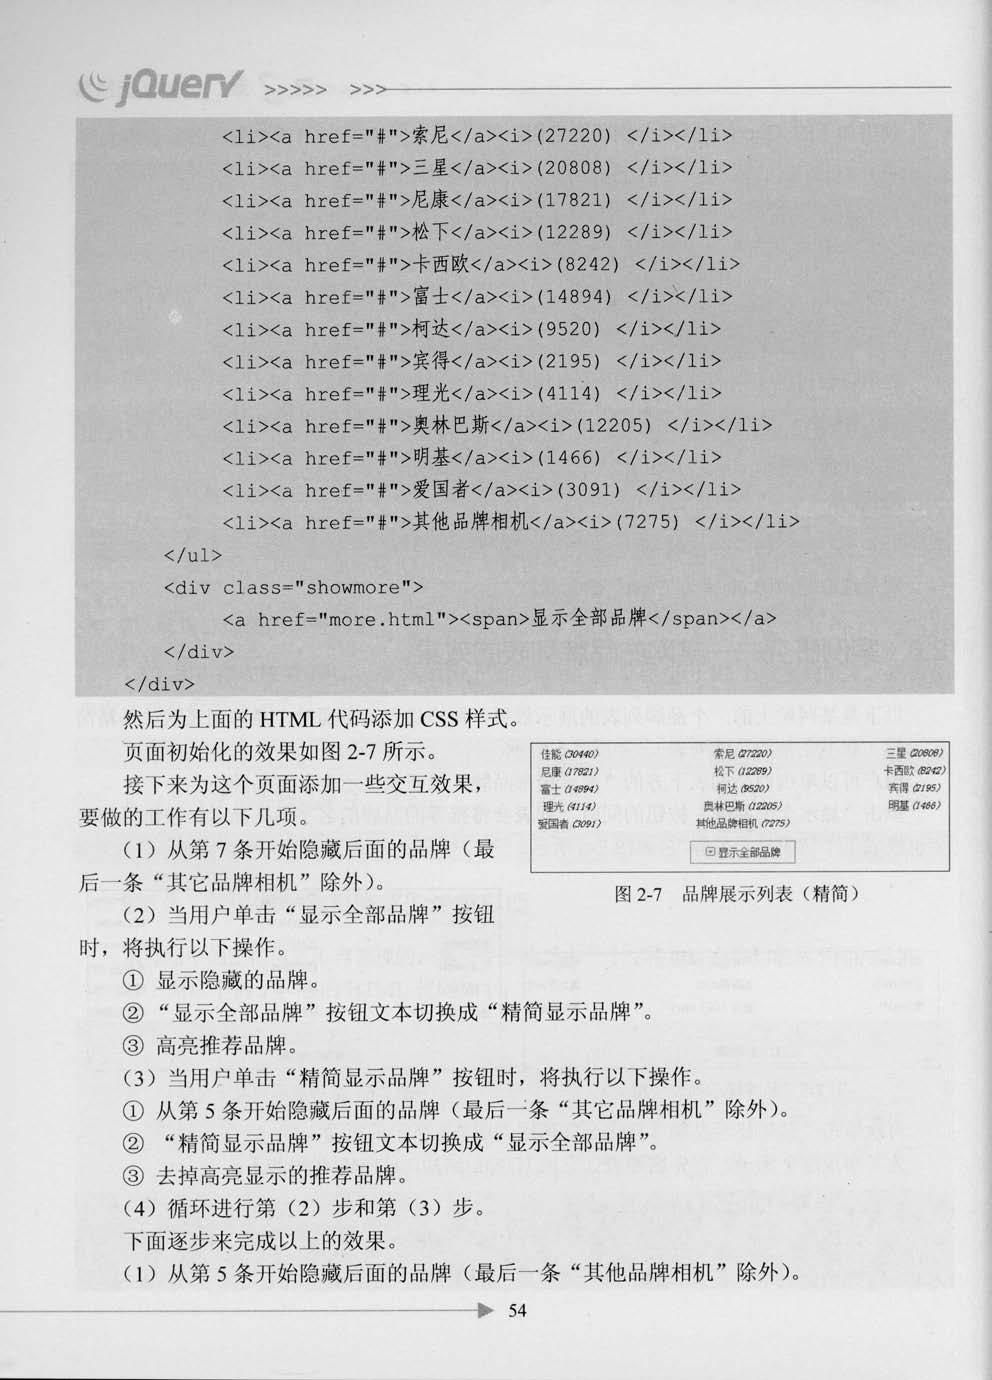 jQuery >>>>> >>>
<li><a href="#">索尼</a><i>(27220) </i></li>
<li><a href="#">三星</a><i>(20808) </i></li>
<li><a href="#">尼康</a><i>(17821) </i></li>
<li><a href="#">松下</a><i>(12289) </i></li>
<li><a href="#">卡西欧</a><i>(8242) </i></li>
<li><a href="#">富士</a><i>(14894) </i></li>
<li><a href="#">柯达</a><i>(9520) </i></li>
<li><a href="#">宾得</a><i>(2195) </i></li>
<li><a href="#">理光</a><i>(4114) </i></li>
<li><a href="#">奥林巴斯</a><i>(12205) </i></li>
<li><a href="#">明基</a><i>(1466) </i></li>
<li><a href="#">爱国者</a><i>(3091) </i></li>
<li><a href="#">其他品牌相机</a><i>(7275) </i></li>
</ul>
<div class="showmore">
<a href="more.html"><span>显示全部品牌</span></a>
</div>
</div>
然后为上面的 HTML 代码添加 CSS 样式。
页面初始化的效果如图 2-7 所示。
接下来为这个页面添加一些交互效果，
要做的工作有以下几项。
（1）从第 7 条开始隐藏后面的品牌（最
后一条“其它品牌相机”除外）。
（2）当用户单击“显示全部品牌”按钮
时，将执行以下操作。
佳能 (30440) 索尼 (27220) 三星 (20808)
尼康 (17821) 松下 (12289) 卡西欧 (8242)
富士 (14894) 柯达 (9520) 宾得 (2195)
理光 (4114) 奥林巴斯 (12205) 明基 (1466)
爱国者 (3091) 其他品牌相机 (7275)
显示全部品牌
图 2-7 品牌展示列表（精简）
① 显示隐藏的品牌。
② “显示全部品牌”按钮文本切换成“精简显示品牌”。
③ 高亮推荐品牌。
（3）当用户单击“精简显示品牌”按钮时，将执行以下操作。
① 从第 5 条开始隐藏后面的品牌（最后一条“其它品牌相机”除外）。
② “精简显示品牌”按钮文本切换成“显示全部品牌”。
③ 去掉高亮显示的推荐品牌。
（4）循环进行第（2）步和第（3）步。
下面逐步来完成以上的效果。
（1）从第 5 条开始隐藏后面的品牌（最后一条“其他品牌相机”除外）。
54